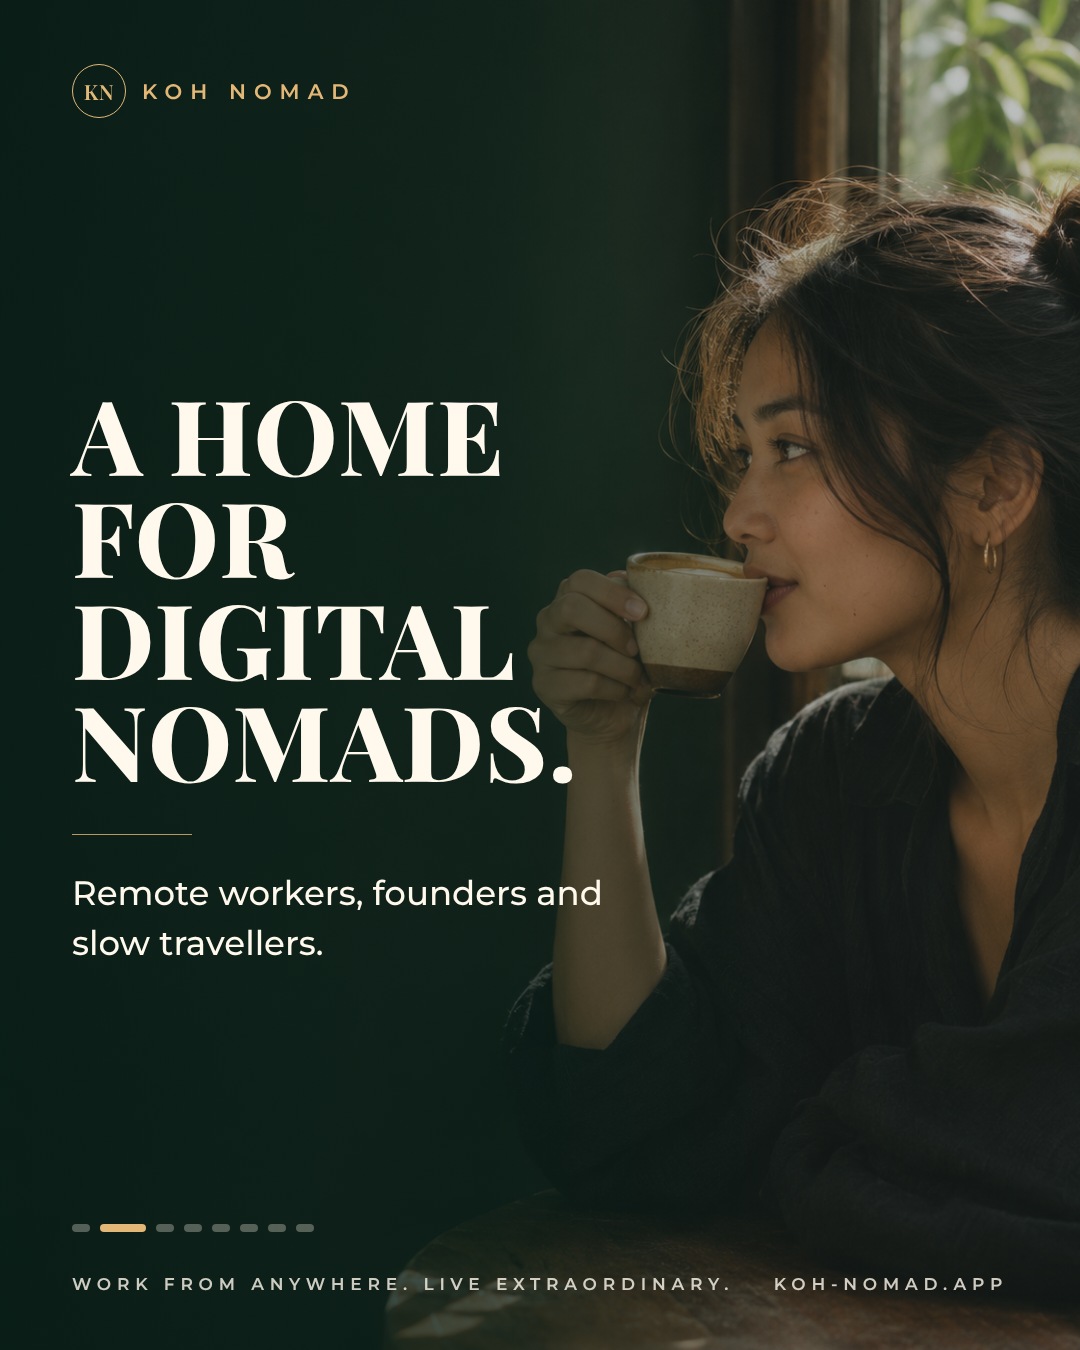 KN KOH NOMAD
A HOME
FOR
DIGITAL
NOMADS.
Remote workers, founders and
slow travellers.
WORK FROM ANYWHERE. LIVE EXTRAORDINARY. KOH-NOMAD.APP